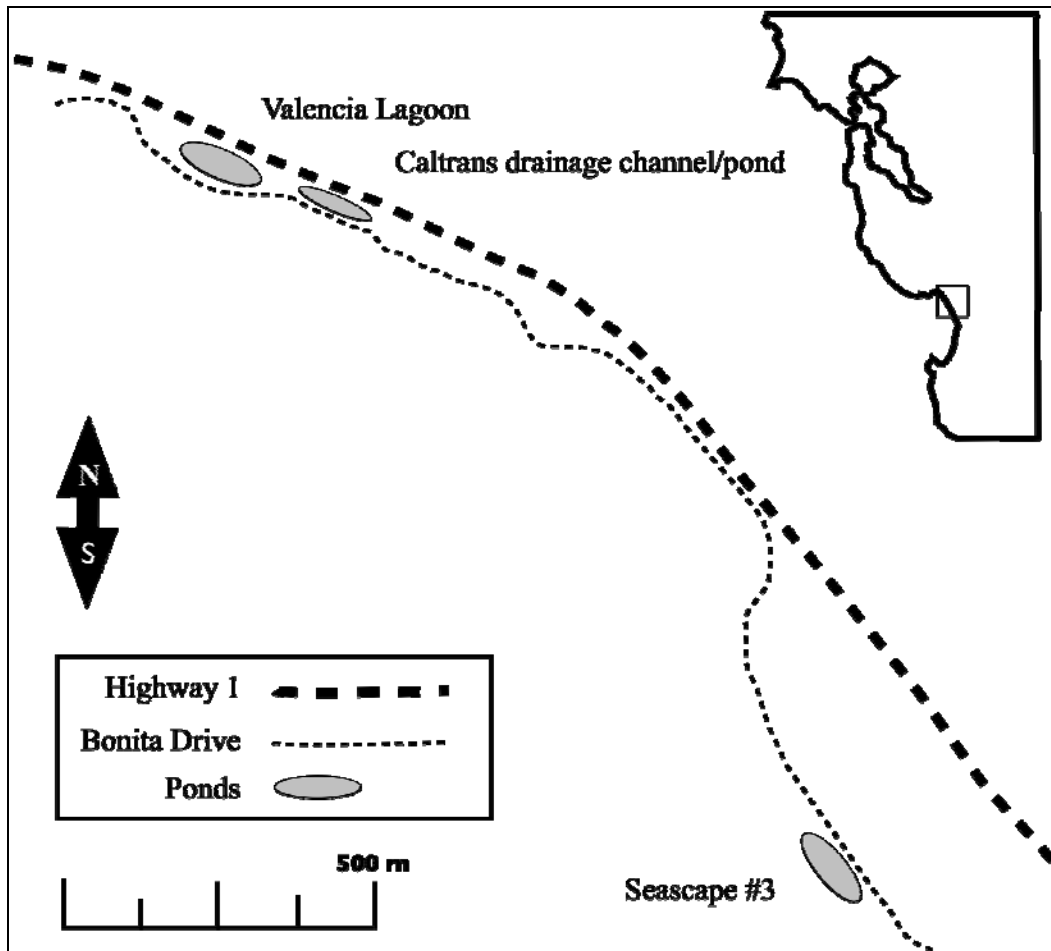 Valencia Lagoon
Caltrans drainage channel/pond
N
S
Highway 1
Bonita Drive
Ponds
500 m
Seascape #3